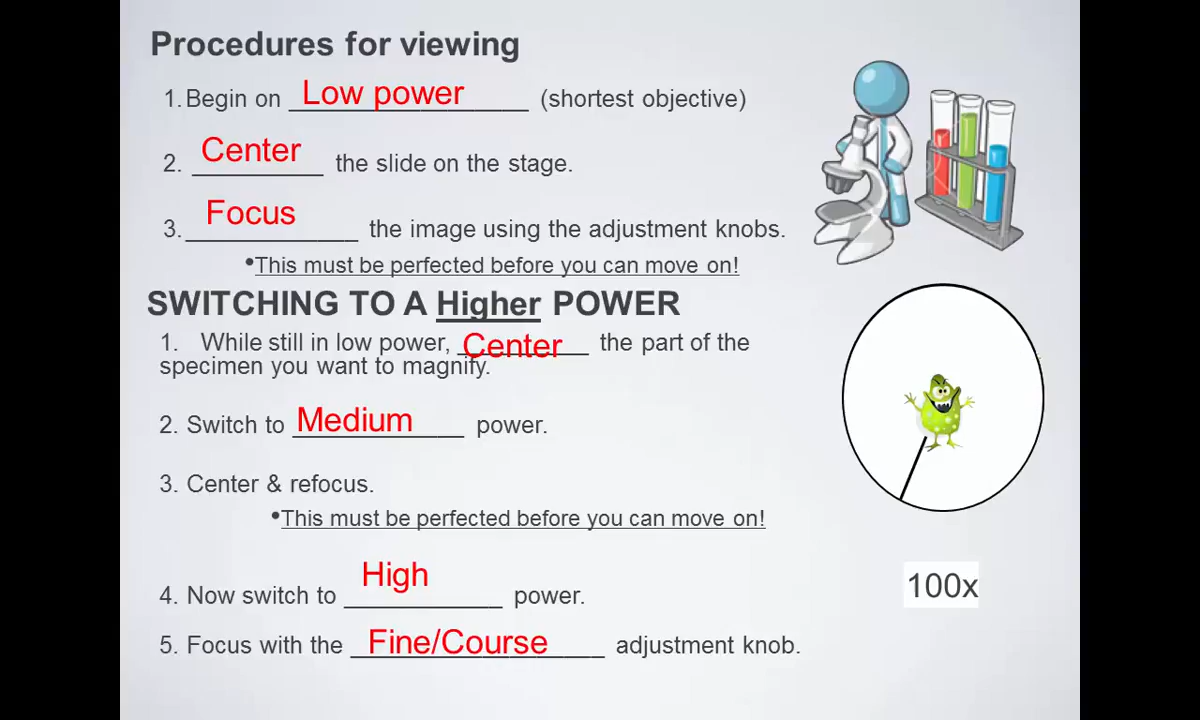 Procedures for viewing
1. Begin on Low power (shortest objective)
2. Center the slide on the stage.
3. Focus the image using the adjustment knobs.
•This must be perfected before you can move on!
SWITCHING TO A Higher POWER
1. While still in low power, Center the part of the
specimen you want to magnify.
2. Switch to Medium power.
3. Center & refocus.
•This must be perfected before you can move on!
4. Now switch to High power.
5. Focus with the Fine/Course adjustment knob.
100x